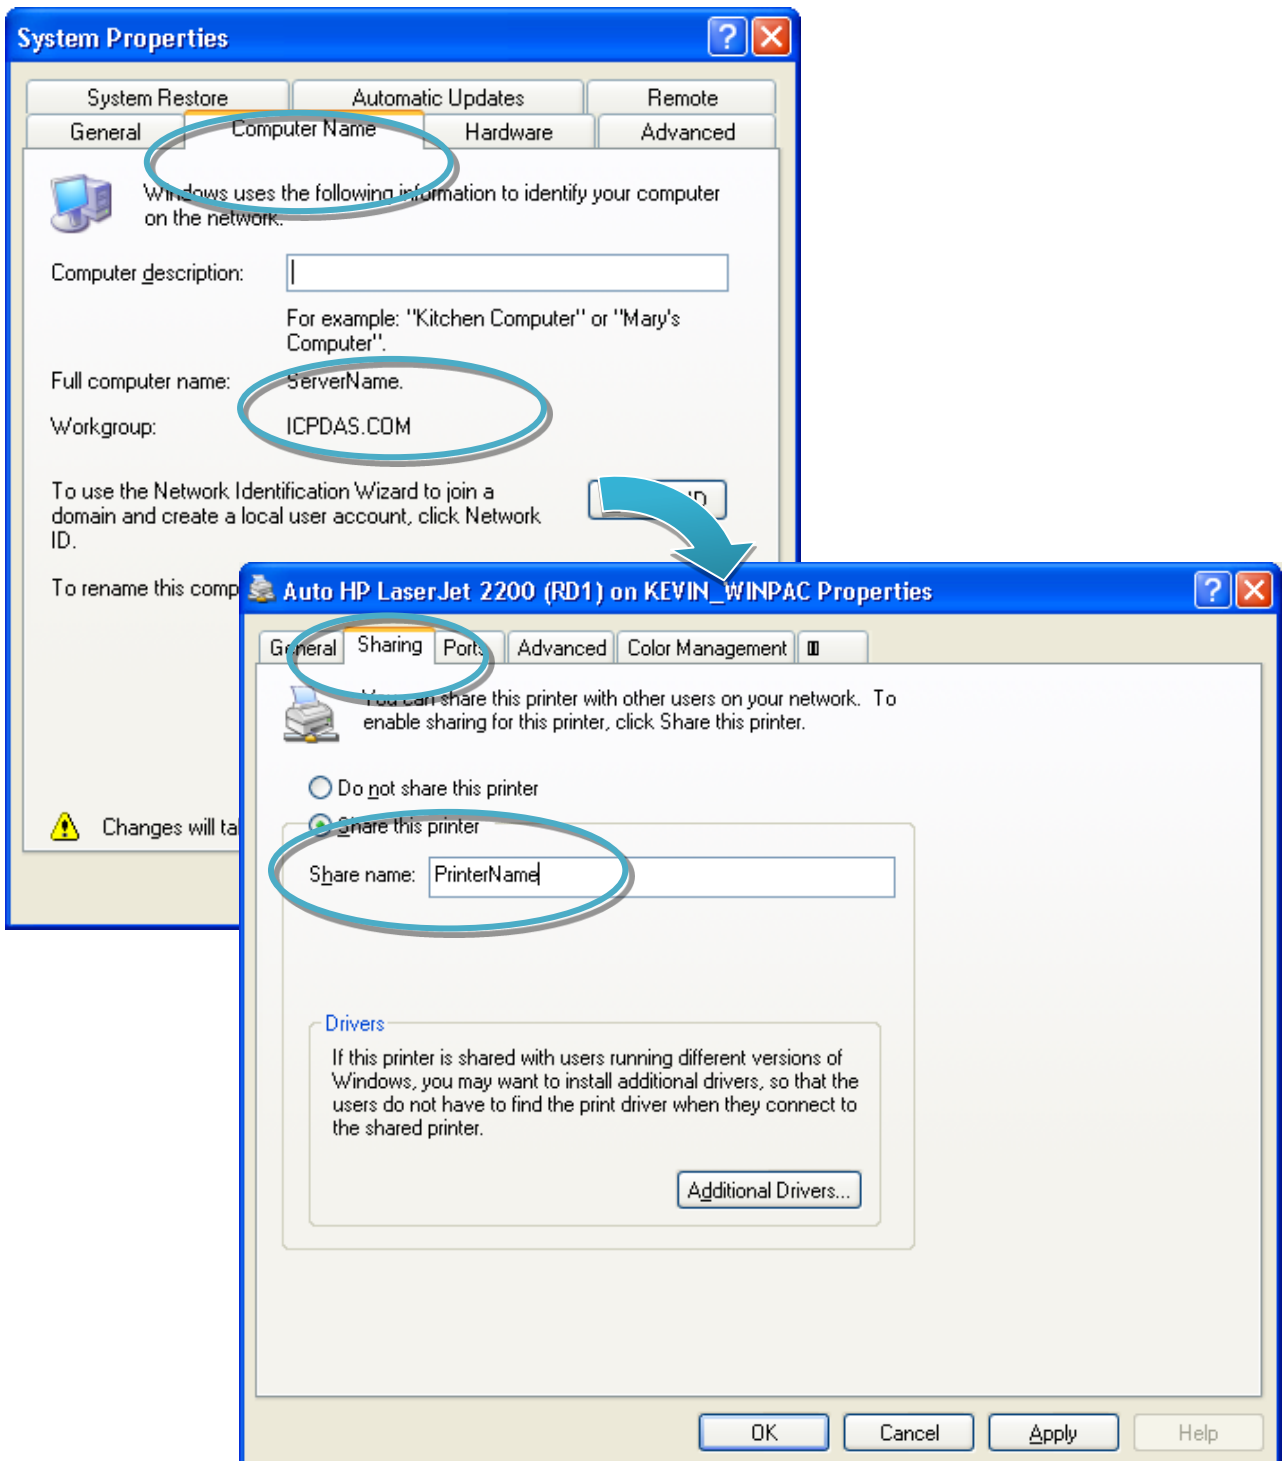 System Properties
System Restore
Automatic Updates
Remote
General
Computer Name
Hardware
Advanced
Windows uses the following information to identify your computer
on the network.
Computer description:
For example: "Kitchen Computer" or "Mary's
Computer".
Full computer name:
ServerName.
Workgroup:
ICPDAS.COM
To use the Network Identification Wizard to join a
domain and create a local user account, click Network
ID.
To rename this comp
Auto HP LaserJet 2200 (RD1) on KEVIN_WINPAC Properties
General
Sharing
Ports
Advanced
Color Management
You can share this printer with other users on your network. To
enable sharing for this printer, click Share this printer.
Do not share this printer
Share this printer
Share name:
PrinterName
Changes will
Drivers
If this printer is shared with users running different versions of
Windows, you may want to install additional drivers, so that the
users do not have to find the print driver when they connect to
the shared printer.
Additional Drivers...
OK
Cancel
Apply
Help